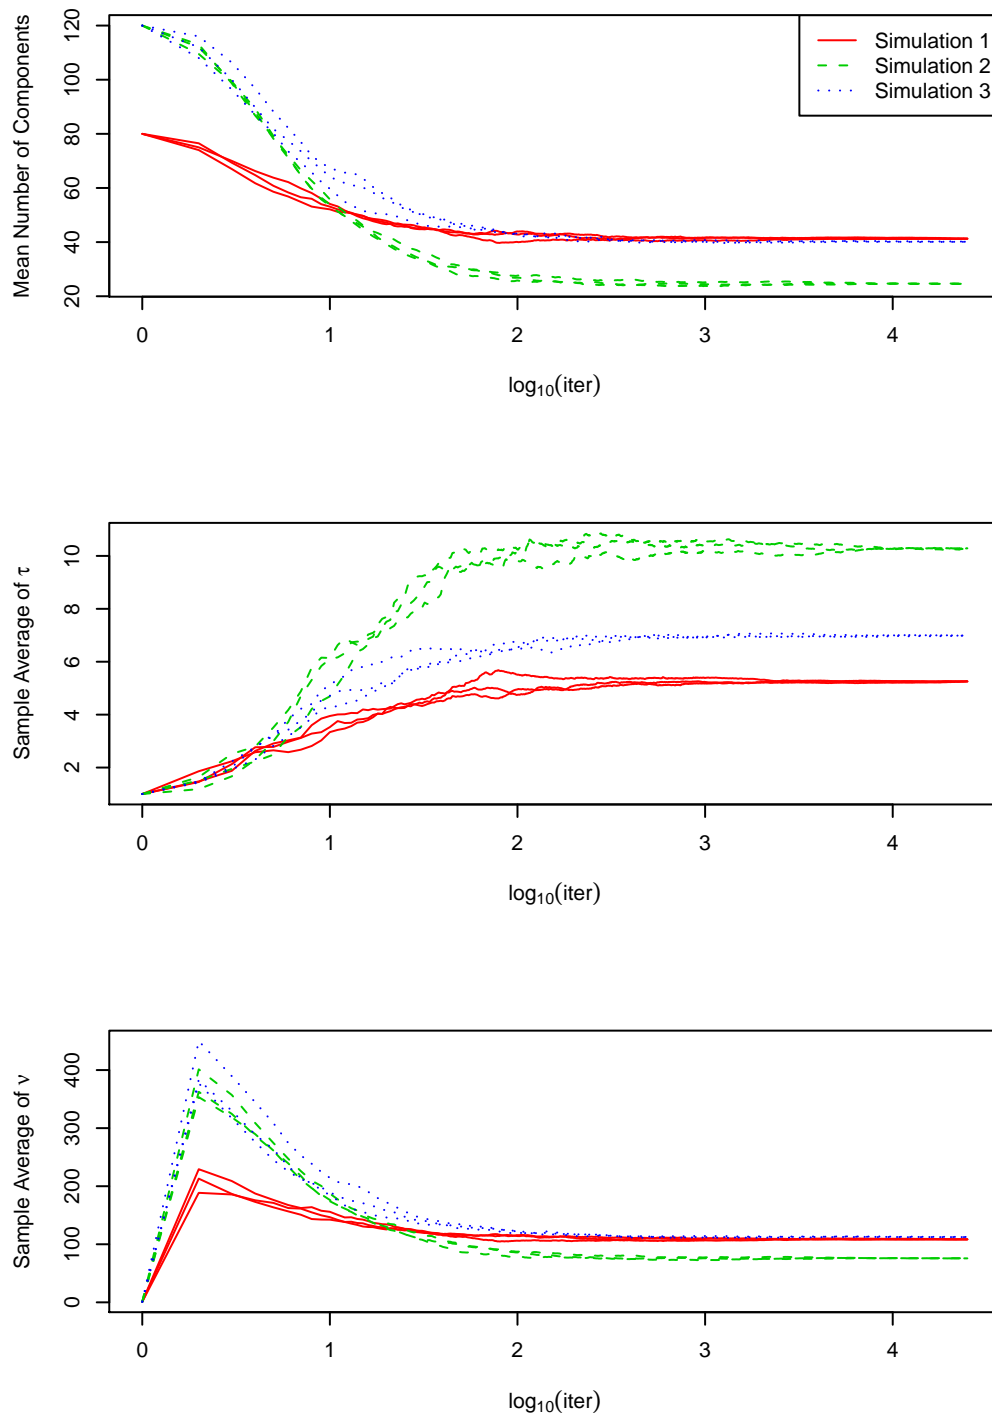 Mean Number of Components
20 40 60 80 100 120
Simulation 1
Simulation 2
Simulation 3
0 1 2 3 4
log10(iter)
Sample Average of τ
2 4 6 8 10
0 1 2 3 4
log10(iter)
Sample Average of ν
0 100 200 300 400
0 1 2 3 4
log10(iter)